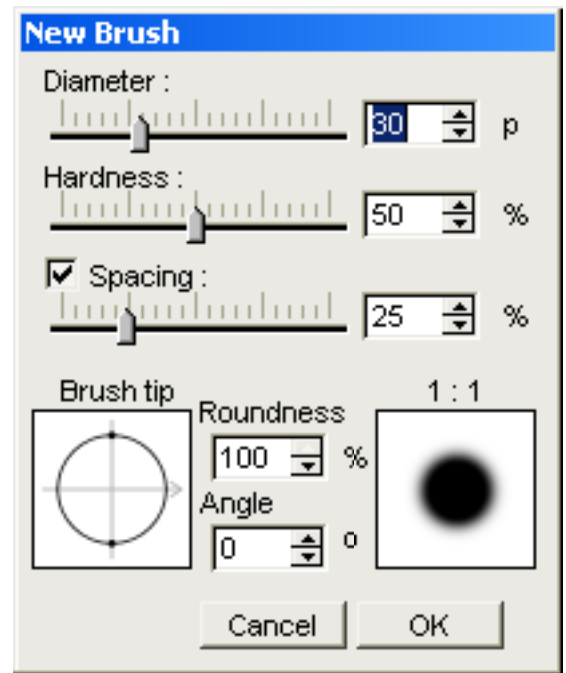 New Brush
Diameter :
30 p
Hardness :
50 %
Spacing :
25 %
Brush tip
Roundness
1 : 1
100 %
Angle
0 o
Cancel OK